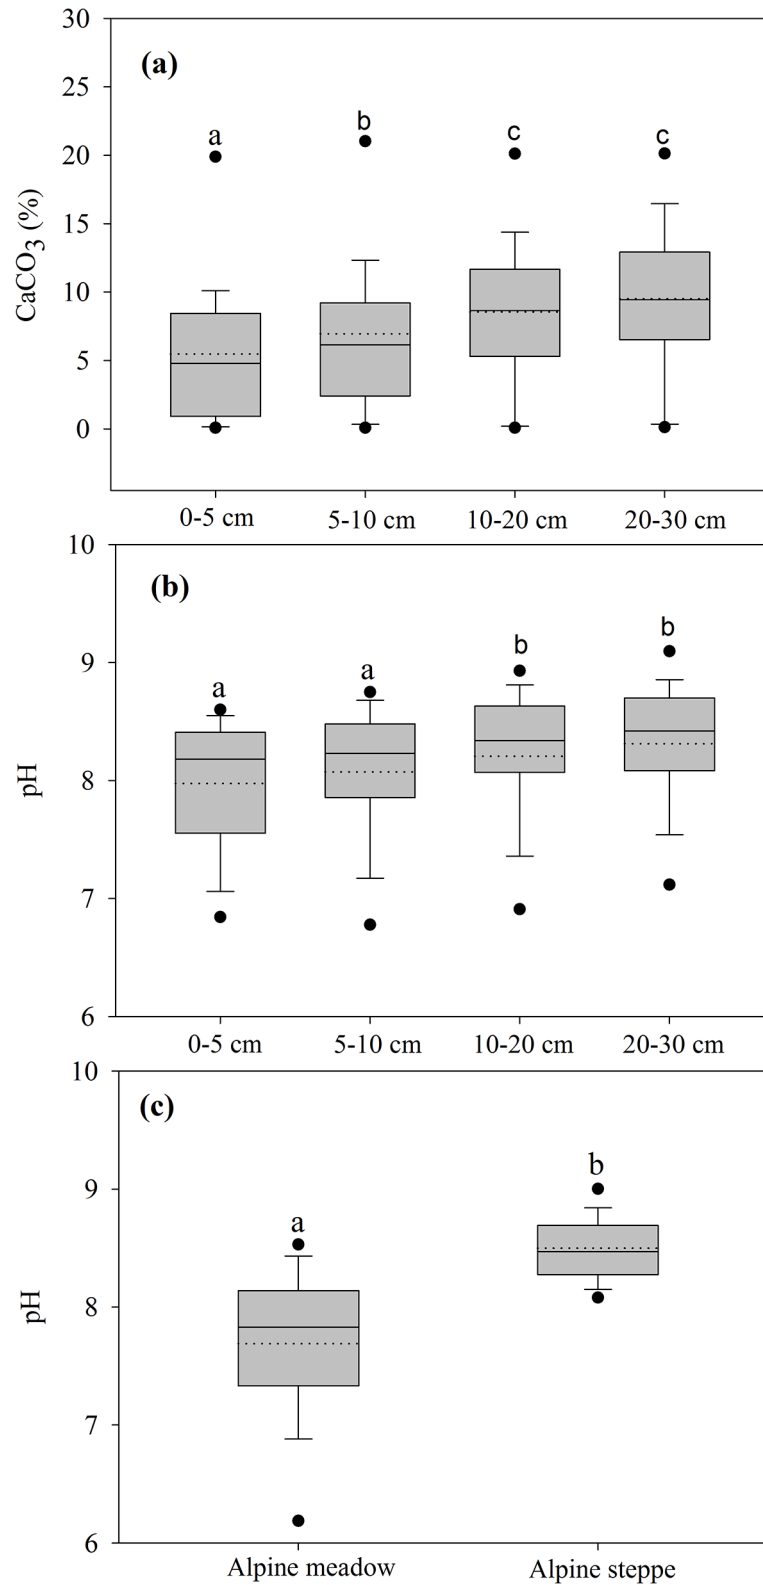 30
(a)
25
a
b
c
c
20
CaCO3 (%)
15
10
5
0
0-5 cm
5-10 cm
10-20 cm
20-30 cm
10
(b)
9
a
a
b
b
pH
8
7
6
0-5 cm
5-10 cm
10-20 cm
20-30 cm
10
(c)
9
a
b
pH
8
7
6
Alpine meadow
Alpine steppe